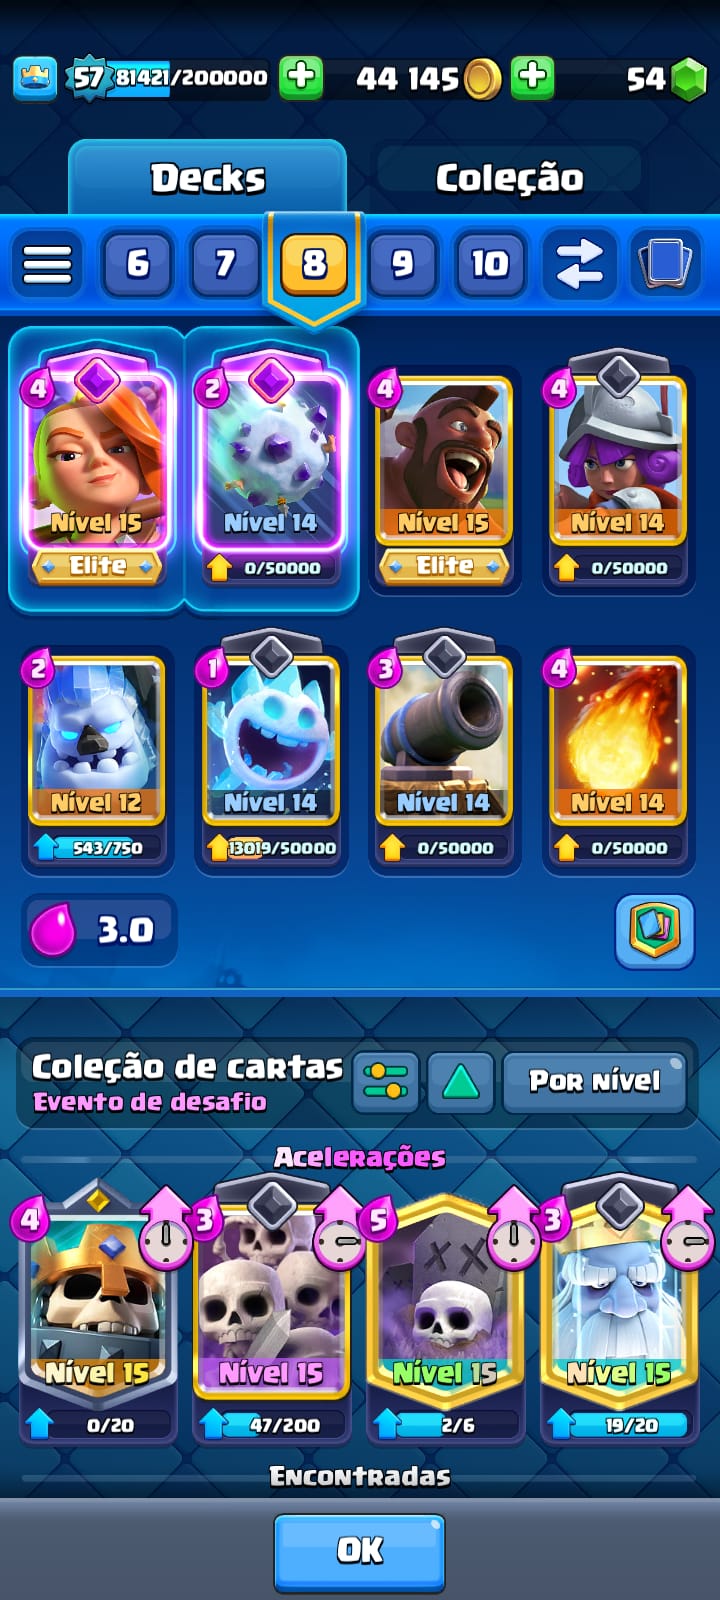 57 81421/200000 44 145 54
Decks Coleção
6 7 8 9 10
4 2 4 4
Nível 15 Nível 14 Nível 15 Nível 14
Elite 0/50000 Elite 0/50000
2 1 3 4
Nível 12 Nível 14 Nível 14 Nível 14
543/750 13019/50000 0/50000 0/50000
3.0
Coleção de cartas
Evento de desafio
Por nível
Acelerações
4 3 5 3
Nível 15 Nível 15 Nível 15 Nível 15
0/20 47/200 2/6 19/20
Encontradas
OK